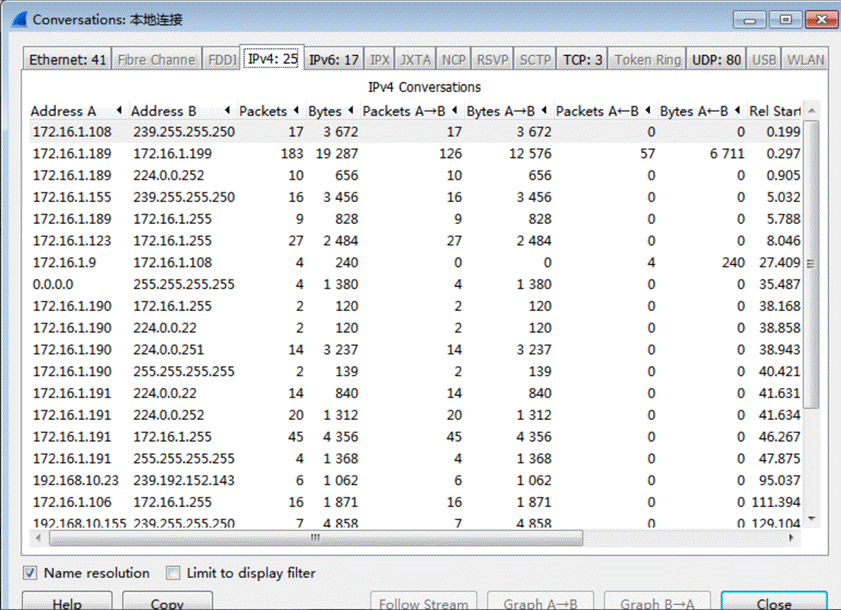 Conversations: 本地连接
Ethernet: 41 Fibre Channel FDDI IPv4: 25 IPv6: 17 IPX JXTA NCP RSVP SCTP TCP: 3 Token Ring UDP: 80 USB WLAN
IPv4 Conversations
Address A Address B Packets Bytes Packets A→B Bytes A→B Packets A←B Bytes A←B Rel Start
172.16.1.108 239.255.255.250 17 3 672 17 3 672 0 0 0.199
172.16.1.189 172.16.1.199 183 19 287 126 12 576 57 6 711 0.297
172.16.1.189 224.0.0.252 10 656 10 656 0 0 0.905
172.16.1.155 239.255.255.250 16 3 456 16 3 456 0 0 5.032
172.16.1.189 172.16.1.255 9 828 9 828 0 0 5.788
172.16.1.123 172.16.1.255 27 2 484 27 2 484 0 0 8.046
172.16.1.9 172.16.1.108 4 240 0 0 4 240 27.409
0.0.0.0 255.255.255.255 4 1 380 4 1 380 0 0 35.487
172.16.1.190 172.16.1.255 2 120 2 120 0 0 38.168
172.16.1.190 224.0.0.22 2 120 2 120 0 0 38.858
172.16.1.190 224.0.0.251 14 3 237 14 3 237 0 0 38.943
172.16.1.190 255.255.255.255 2 139 2 139 0 0 40.421
172.16.1.191 224.0.0.22 14 840 14 840 0 0 41.631
172.16.1.191 224.0.0.252 20 1 312 20 1 312 0 0 41.634
172.16.1.191 172.16.1.255 45 4 356 45 4 356 0 0 46.267
172.16.1.191 255.255.255.255 4 1 368 4 1 368 0 0 47.875
192.168.10.23 239.192.152.143 6 1 062 6 1 062 0 0 95.037
172.16.1.106 172.16.1.255 16 1 871 16 1 871 0 0 111.394
192.168.10.155 239.255.255.250 7 4 858 7 4 858 0 0 129.104
Name resolution Limit to display filter
Help Copy Follow Stream Graph A→B Graph B→A Close